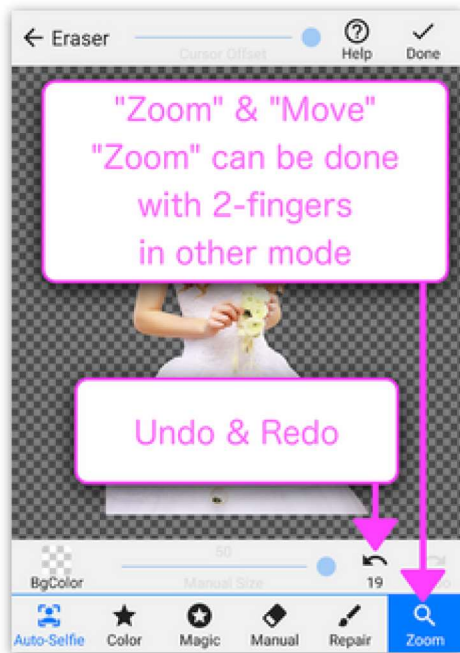 Eraser
Cursor Offset
Help
Done
"Zoom" & "Move"
"Zoom" can be done
with 2-fingers
in other mode
Undo & Redo
BgColor
50
Manual Size
19
Auto-Selfie
Color
Magic
Manual
Repair
Zoom